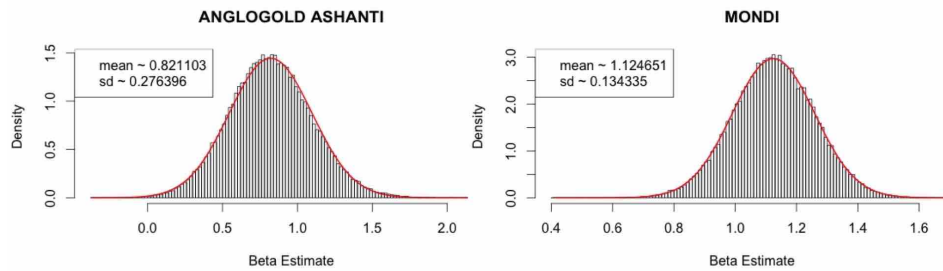 ANGLOGOLD ASHANTI
mean ~ 0.821103
sd ~ 0.276396
Density
0.0
0.5
1.0
1.5
0.0
0.5
1.0
1.5
2.0
Beta Estimate
MONDI
mean ~ 1.124651
sd ~ 0.134335
Density
0.0
1.0
2.0
3.0
0.4
0.6
0.8
1.0
1.2
1.4
1.6
Beta Estimate